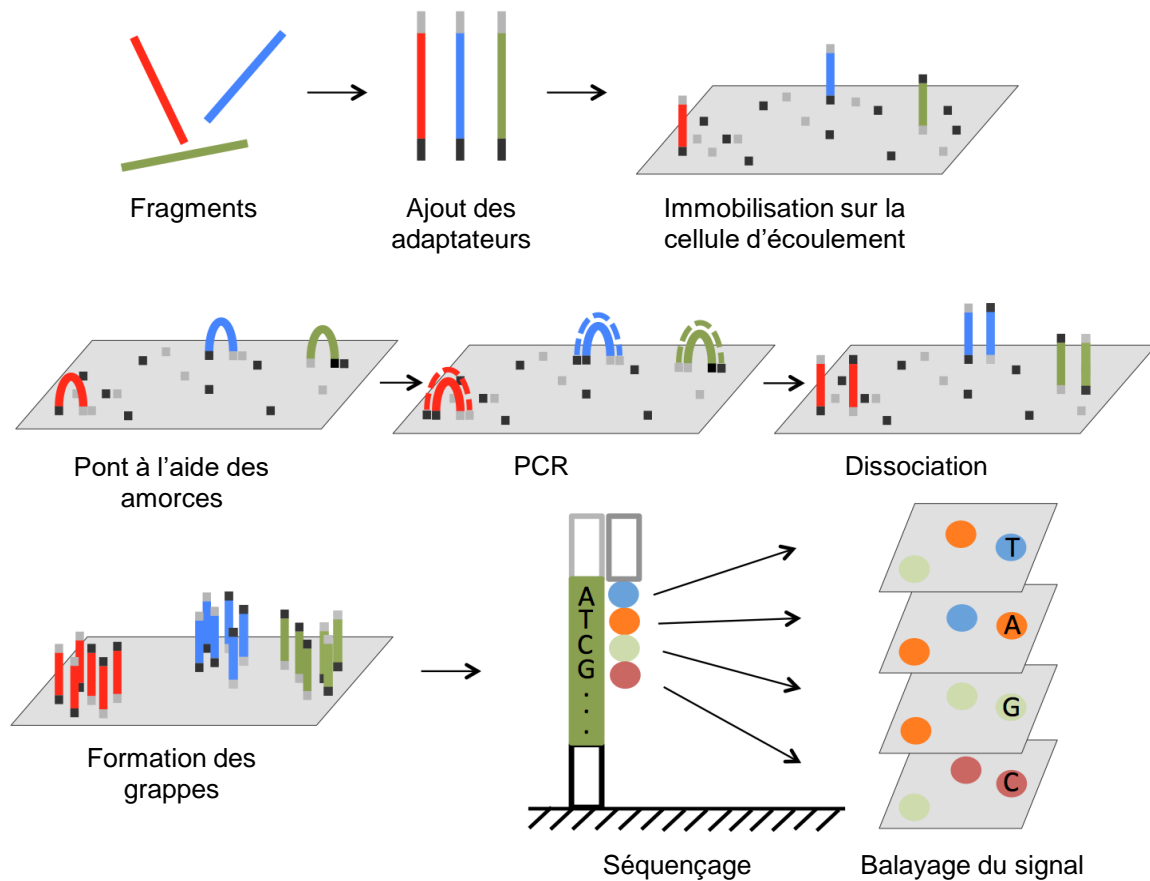 Fragments
Ajout des
adaptateurs
Immobilisation sur la
cellule d'écoulement
Pont à l'aide des
amorces
PCR
Dissociation
Formation des
grappes
A
T
C
G
.
.
.
T
A
G
C
Séquençage
Balayage du signal